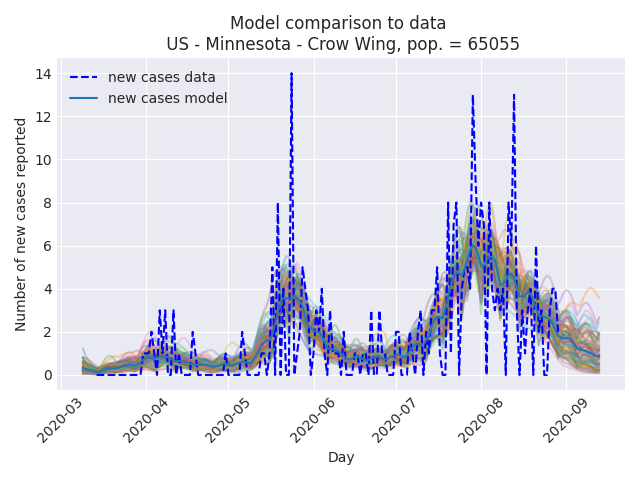 Model comparison to data
US - Minnesota - Crow Wing, pop. = 65055
new cases data
new cases model
Number of new cases reported
14
12
10
8
6
4
2
0
2020-03
2020-04
2020-05
2020-06
2020-07
2020-08
2020-09
Day